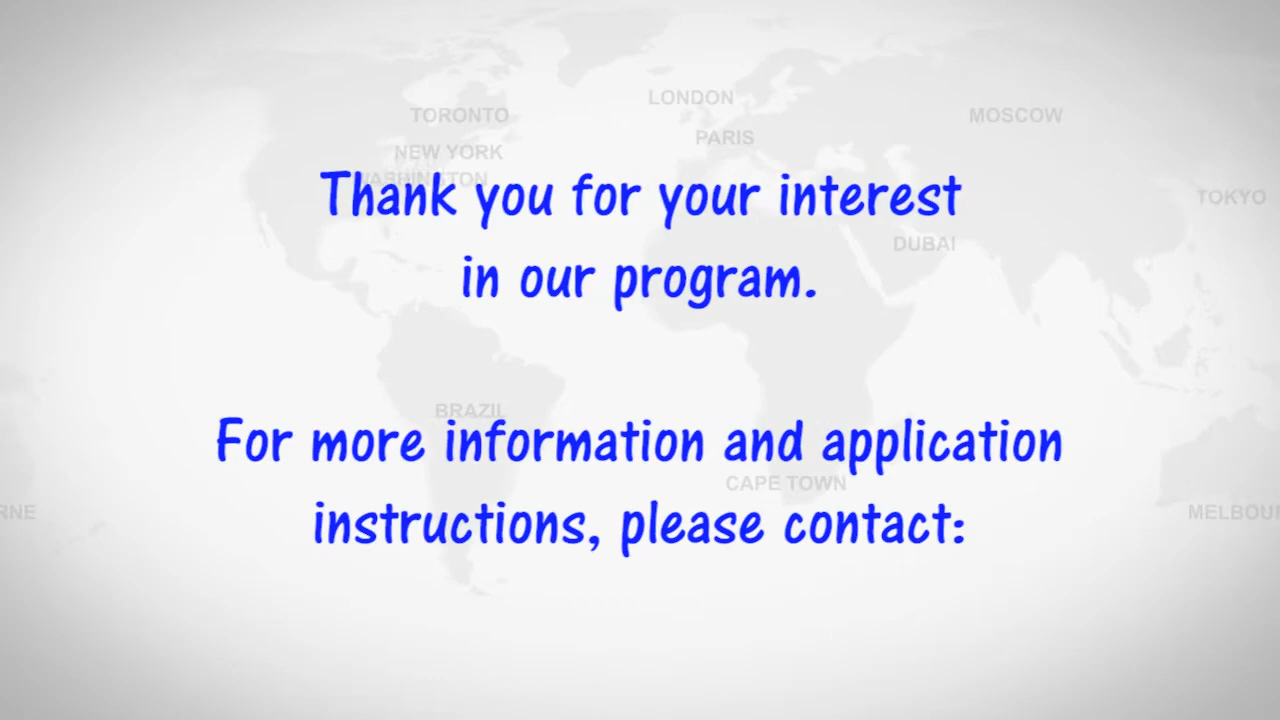 TORONTO
LONDON
MOSCOW
PARIS
NEW YORK
WASHINGTON
TOKYO
Thank you for your interest
DUBAI
in our program.
BRAZIL
For more information and application
CAPE TOWN
RNE
MELBOU
instructions, please contact: